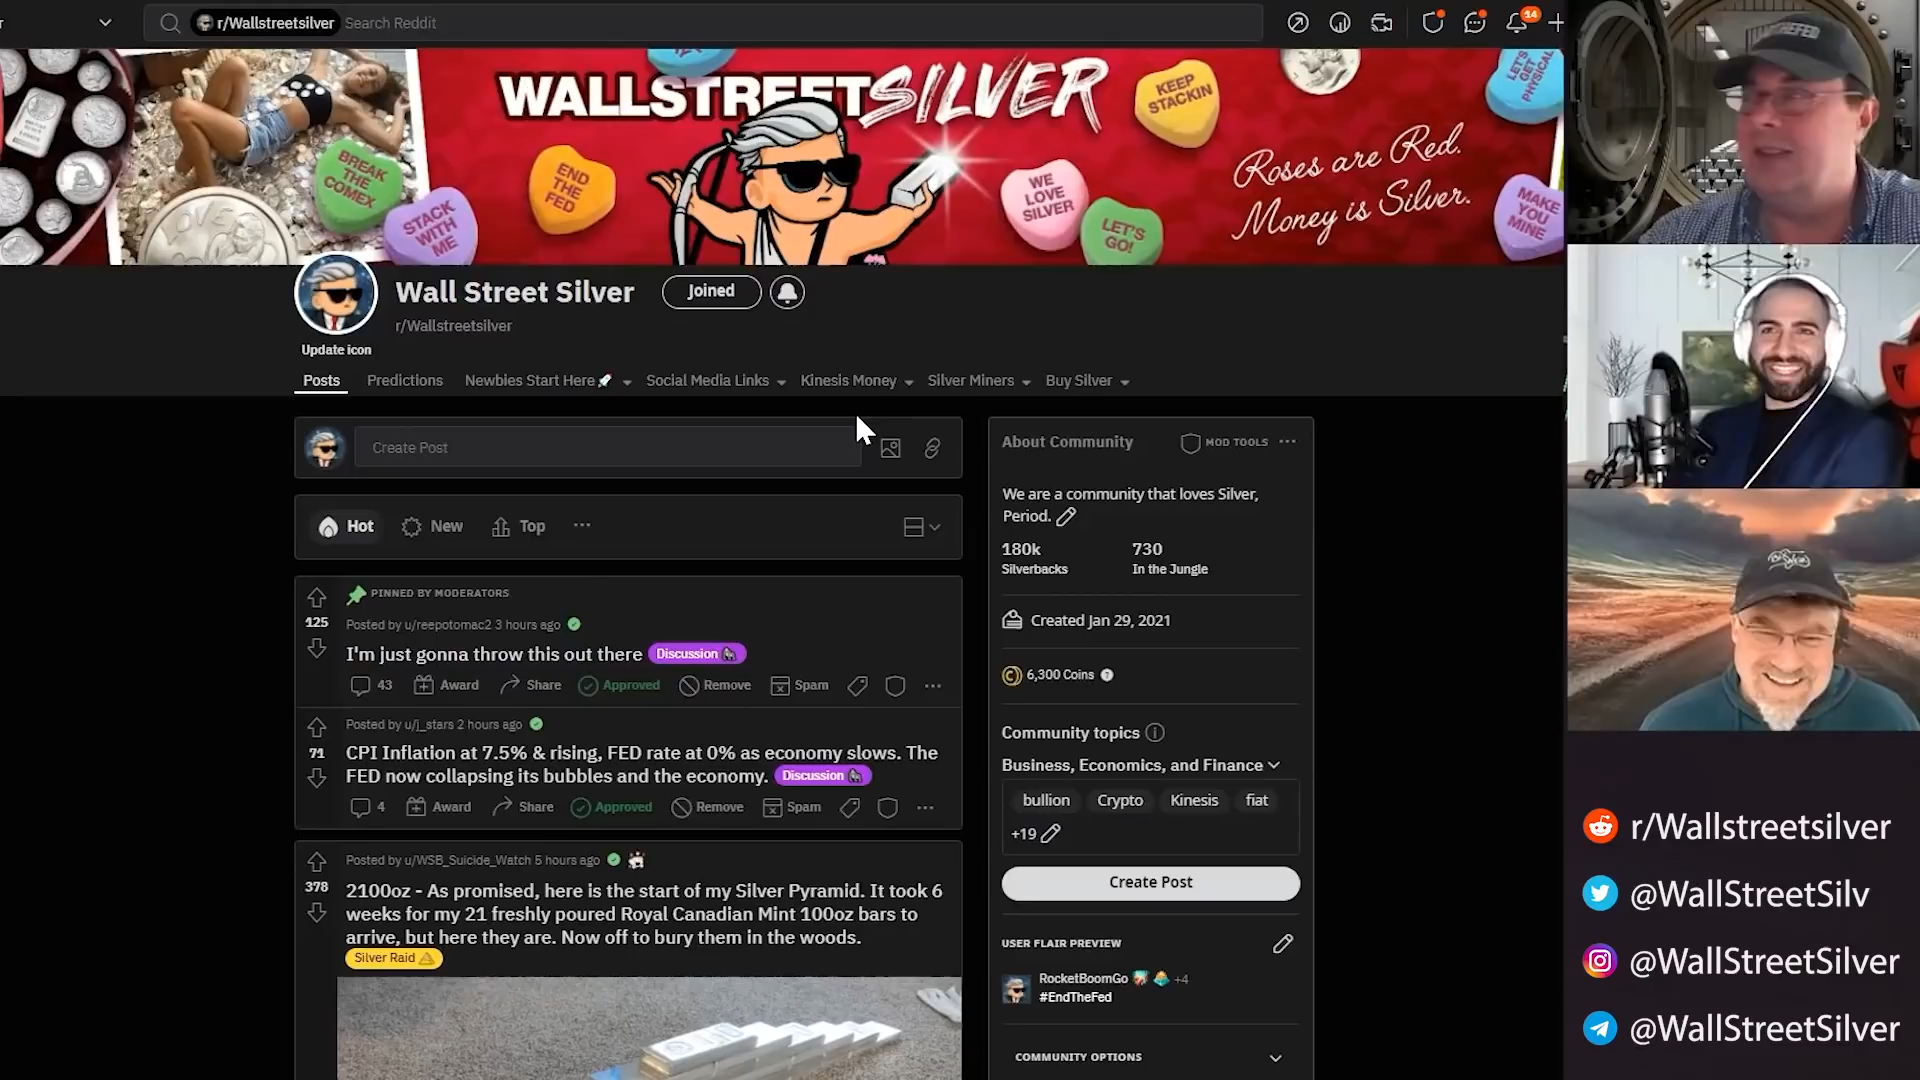 r/Wallstreetsilver Search Reddit
14
WALLSTREETSILVER
BREAK
THE
COMEX
STACK
WITH
ME
END
THE
FED
WE
LOVE
SILVER
LET'S
GO!
KEEP
STACKIN
LET'S
GET
PHYSICAL
MAKE
YOU
MINE
Roses are Red.
Money is Silver.
Wall Street Silver
Joined
r/Wallstreetsilver
Update icon
Posts Predictions Newbies Start Here Social Media Links Kinesis Money Silver Miners Buy Silver
Create Post
Hot New Top
PINNED BY MODERATORS
125
Posted by u/reepotomac2 3 hours ago
I'm just gonna throw this out there Discussion
43 Award Share Approved Remove Spam
71
Posted by u/j_stars 2 hours ago
CPI Inflation at 7.5% & rising, FED rate at 0% as economy slows. The
FED now collapsing its bubbles and the economy. Discussion
4 Award Share Approved Remove Spam
378
Posted by u/WSB_Suicide_Watch 5 hours ago
2100oz - As promised, here is the start of my Silver Pyramid. It took 6
weeks for my 21 freshly poured Royal Canadian Mint 100oz bars to
arrive, but here they are. Now off to bury them in the woods.
Silver Raid
About Community
MOD TOOLS
We are a community that loves Silver,
Period.
180k 730
Silverbacks In the Jungle
Created Jan 29, 2021
6,300 Coins
Community topics
Business, Economics, and Finance
bullion Crypto Kinesis fiat
+19
Create Post
USER FLAIR PREVIEW
RocketBoomGo +4
#EndTheFed
COMMUNITY OPTIONS
r/Wallstreetsilver
@WallStreetSilv
@WallStreetSilver
@WallStreetSilver